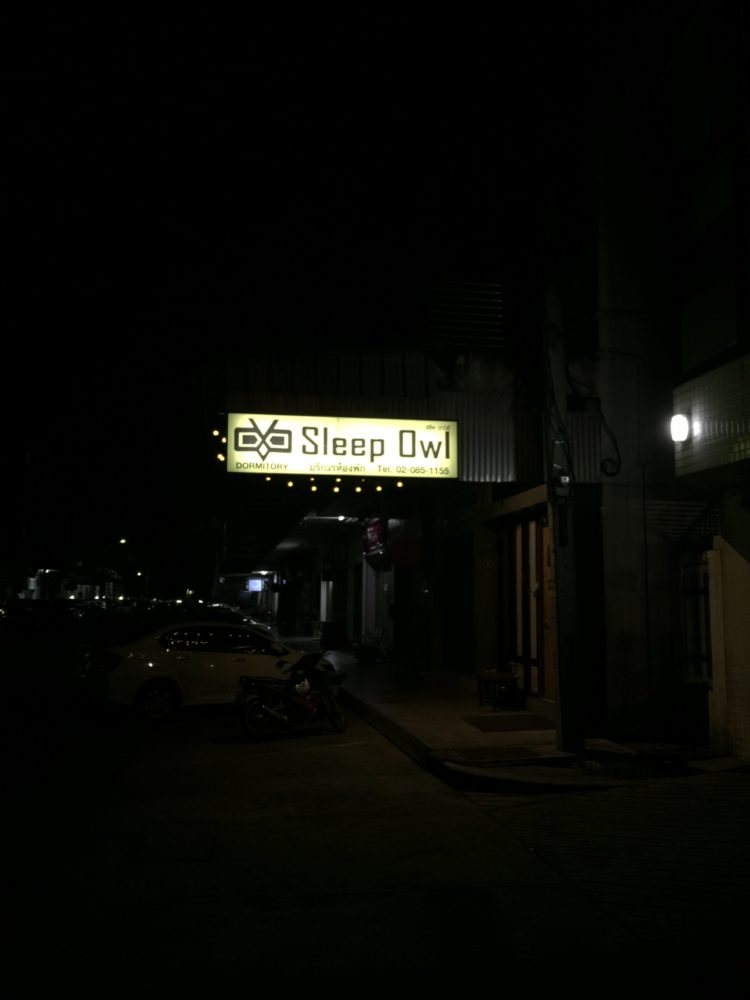 Sleep Owl
DORMITORY บริการห้องพัก Tel. 02-085-1155